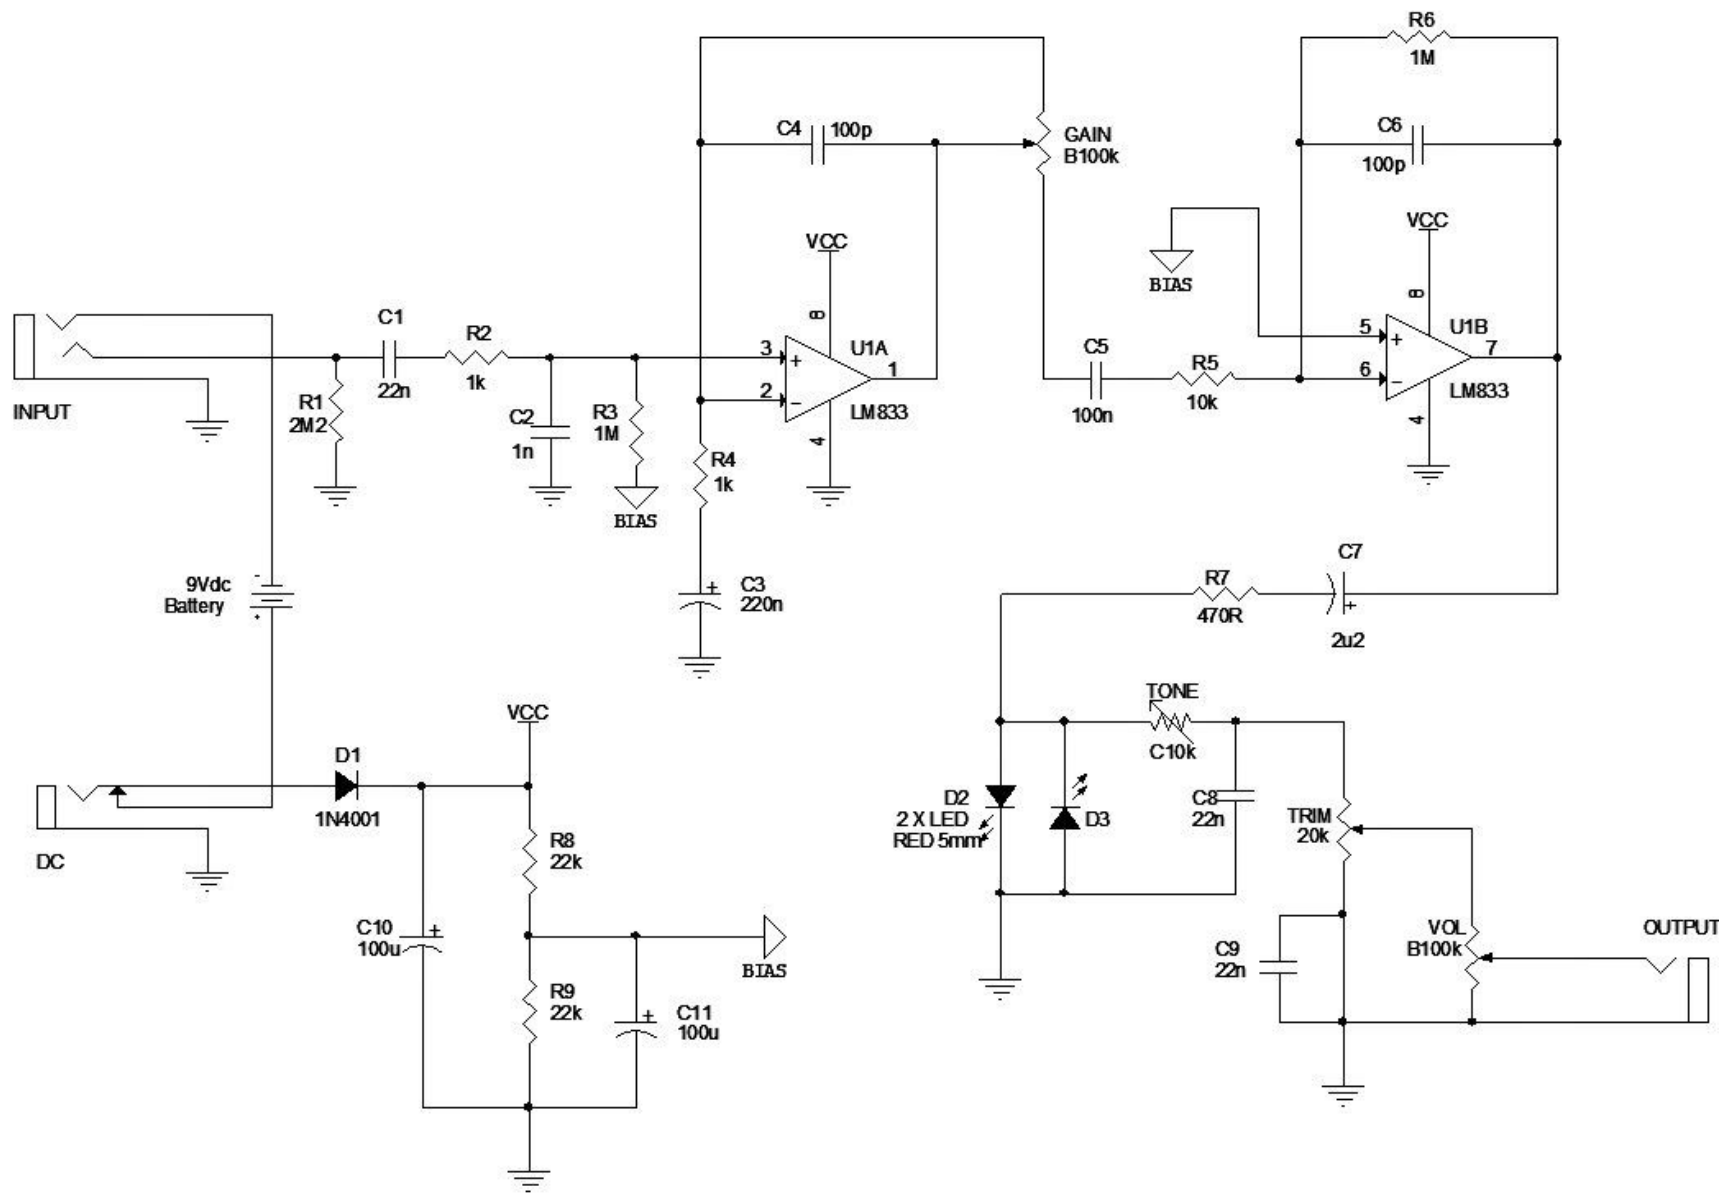 R6
1M
C4
100p
GAIN
B100k
C6
100p
VCC
8
VCC
8
BIAS
INPUT
C1
22n
R2
1k
R1
2M2
C2
1n
R3
1M
BIAS
3
+
2
-
U1A
1
LM833
4
R4
1k
C5
100n
R5
10k
5
+
6
-
U1B
7
LM833
4
9Vdc
Battery
-
+
+
C3
220n
R7
470R
C7
+
2u2
VCC
D1
1N4001
DC
R8
22k
C10
100u
+
BIAS
R9
22k
+
C11
100u
TONE
C10k
D2
2 X LED
RED 5mm
D3
C8
22n
TRIM
20k
C9
22n
VOL
B100k
OUTPUT